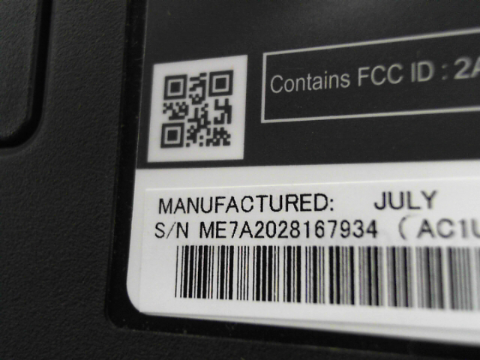 Contains FCC ID : 2A
MANUFACTURED: JULY
S/N ME7A2028167934 (AC1U